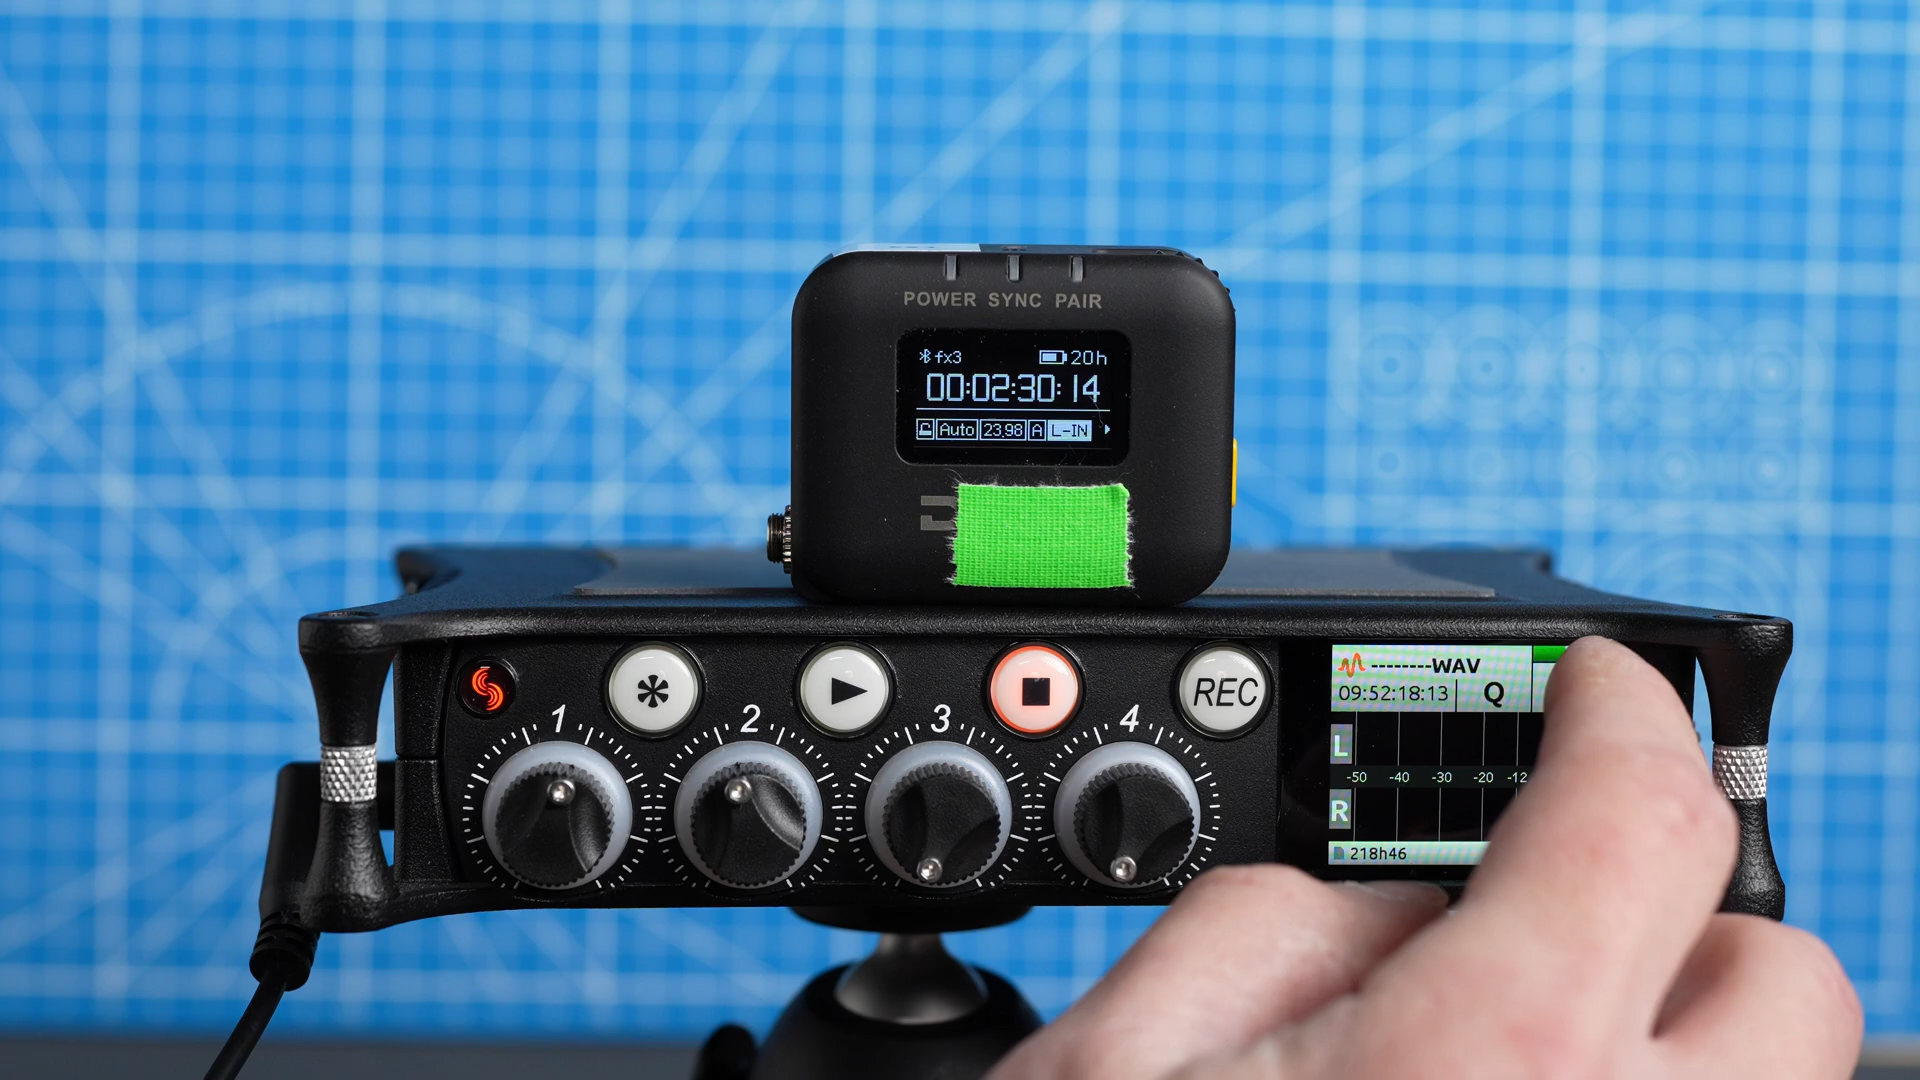 POWER SYNC PAIR
fx3 20h
00:02:30:14
Auto 23.98 A L-IN
REC
--------WAV
09:52:18:13 Q
1 2 3 4
L
-50 -40 -30 -20 -12
R
218h46